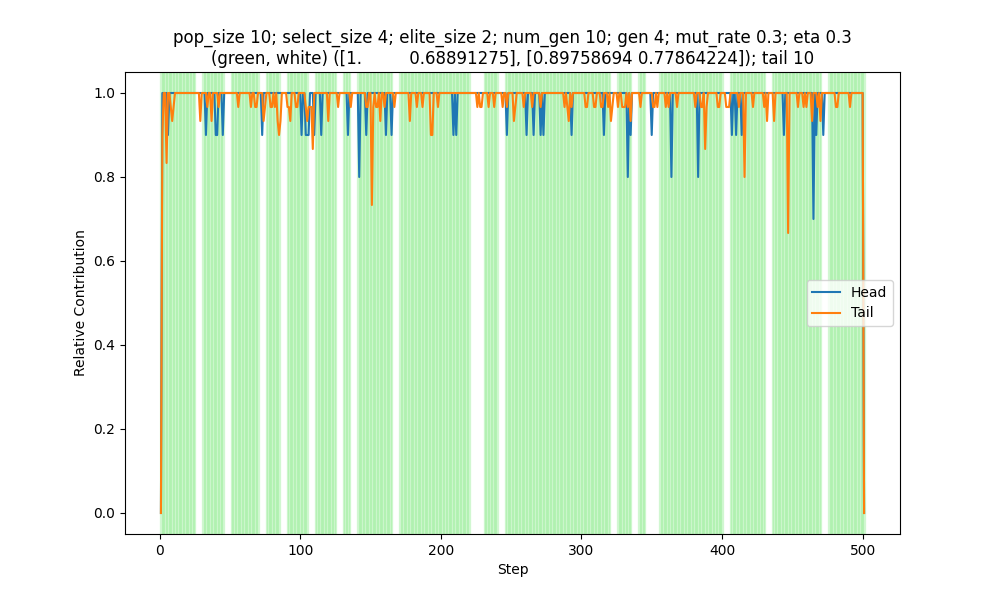 pop_size 10; select_size 4; elite_size 2; num_gen 10; gen 4; mut_rate 0.3; eta 0.3
(green, white) ([1. 0.68891275], [0.89758694 0.77864224]); tail 10
1.0
0.8
0.6
0.4
0.2
0.0
Relative Contribution
Head
Tail
0 100 200 300 400 500
Step